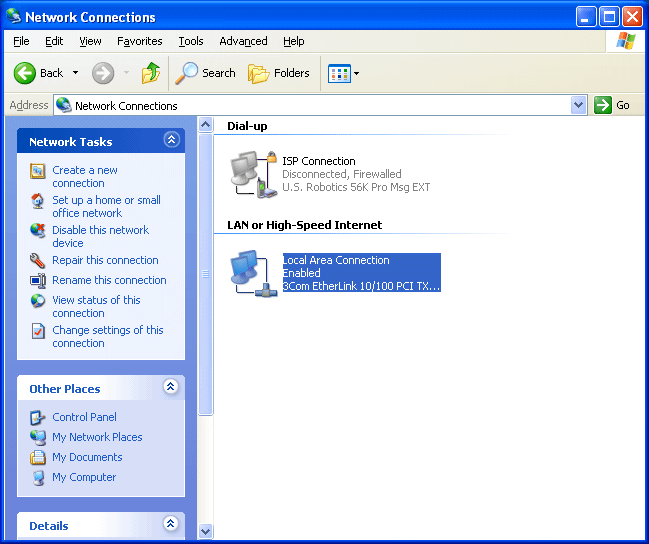 Network Connections
File Edit View Favorites Tools Advanced Help
Back Search Folders
Address Network Connections Go
Network Tasks
Create a new
connection
Set up a home or small
office network
Disable this network
device
Repair this connection
Rename this connection
View status of this
connection
Change settings of this
connection
Other Places
Control Panel
My Network Places
My Documents
My Computer
Details
Dial-up
ISP Connection
Disconnected, Firewalled
U.S. Robotics 56K Pro Msg EXT
LAN or High-Speed Internet
Local Area Connection
Enabled
3Com EtherLink 10/100 PCI TX...